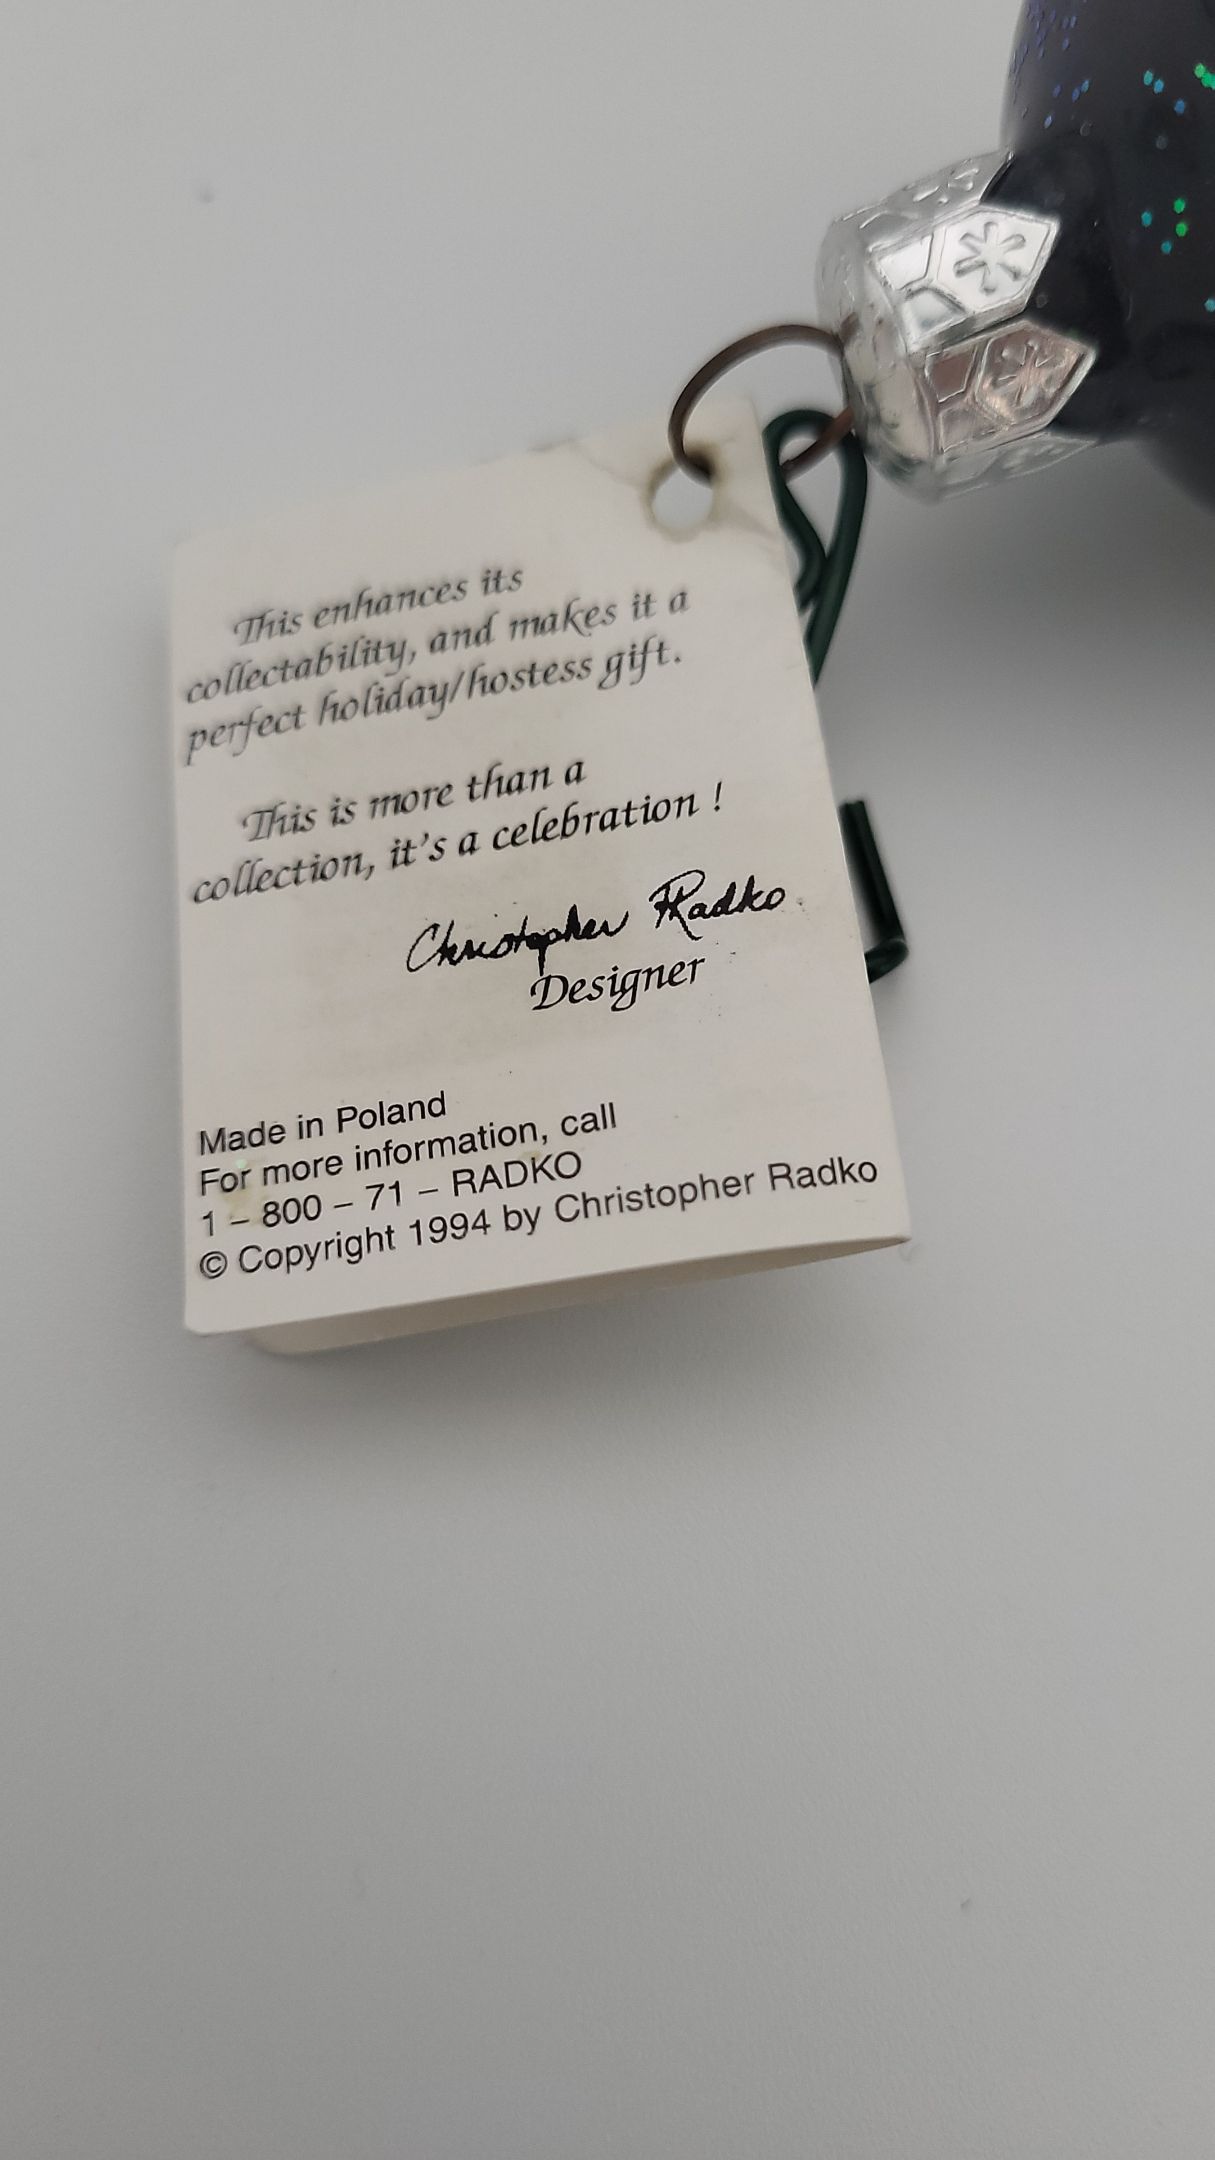 This enhances its
collectability, and makes it a
perfect holiday/hostess gift.
This is more than a
collection, it's a celebration !
Christopher Radko
Designer
Made in Poland
For more information, call
1 – 800 – 71 – RADKO
© Copyright 1994 by Christopher Radko